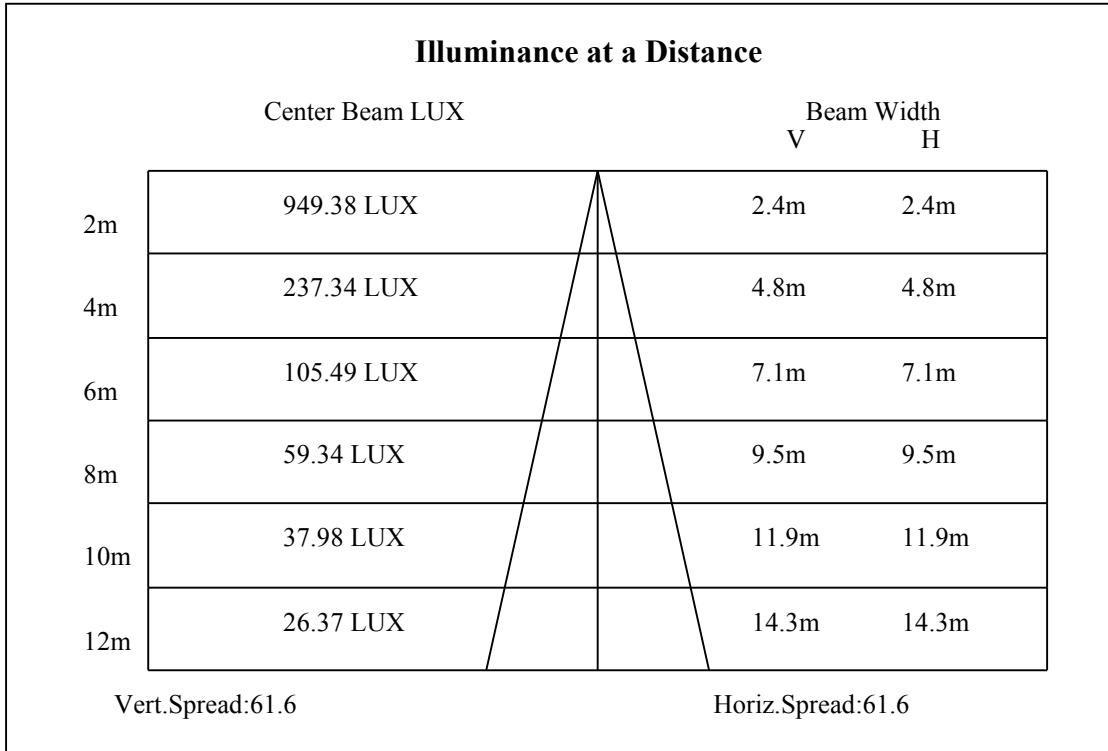 Illuminance at a Distance
Center Beam LUX Beam Width
V H
2m 949.38 LUX 2.4m 2.4m
4m 237.34 LUX 4.8m 4.8m
6m 105.49 LUX 7.1m 7.1m
8m 59.34 LUX 9.5m 9.5m
10m 37.98 LUX 11.9m 11.9m
12m 26.37 LUX 14.3m 14.3m
Vert.Spread:61.6 Horiz.Spread:61.6